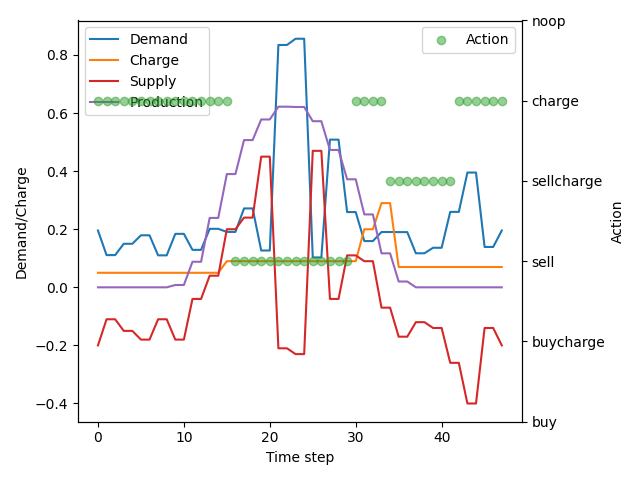 Demand
Charge
Supply
Production
Action
0.8
0.6
0.4
0.2
0.0
−0.2
−0.4
Demand/Charge
noop
charge
sellcharge
sell
buycharge
buy
Action
0
10
20
30
40
Time step